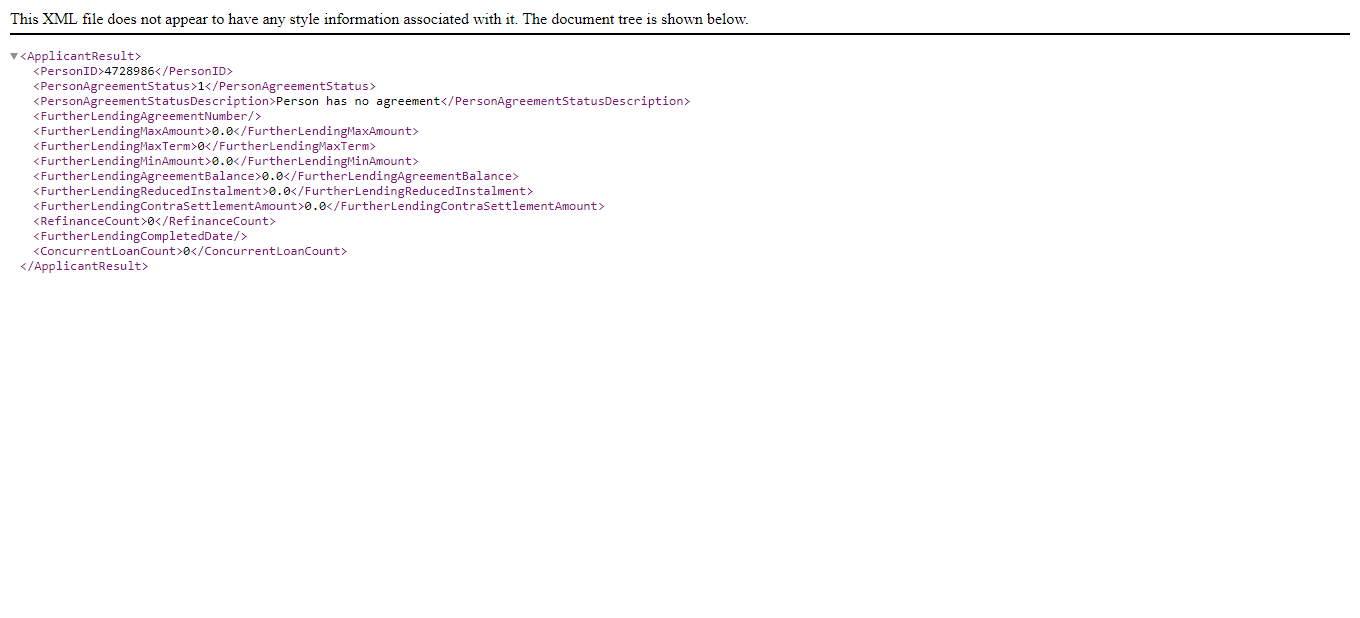 This XML file does not appear to have any style information associated with it. The document tree is shown below.
▼<ApplicantResult>
<PersonID>4728986</PersonID>
<PersonAgreementStatus>1</PersonAgreementStatus>
<PersonAgreementStatusDescription>Person has no agreement</PersonAgreementStatusDescription>
<FurtherLendingAgreementNumber/>
<FurtherLendingMaxAmount>0.0</FurtherLendingMaxAmount>
<FurtherLendingMaxTerm>0</FurtherLendingMaxTerm>
<FurtherLendingMinAmount>0.0</FurtherLendingMinAmount>
<FurtherLendingAgreementBalance>0.0</FurtherLendingAgreementBalance>
<FurtherLendingReducedInstalment>0.0</FurtherLendingReducedInstalment>
<FurtherLendingContraSettlementAmount>0.0</FurtherLendingContraSettlementAmount>
<RefinanceCount>0</RefinanceCount>
<FurtherLendingCompletedDate/>
<ConcurrentLoanCount>0</ConcurrentLoanCount>
</ApplicantResult>